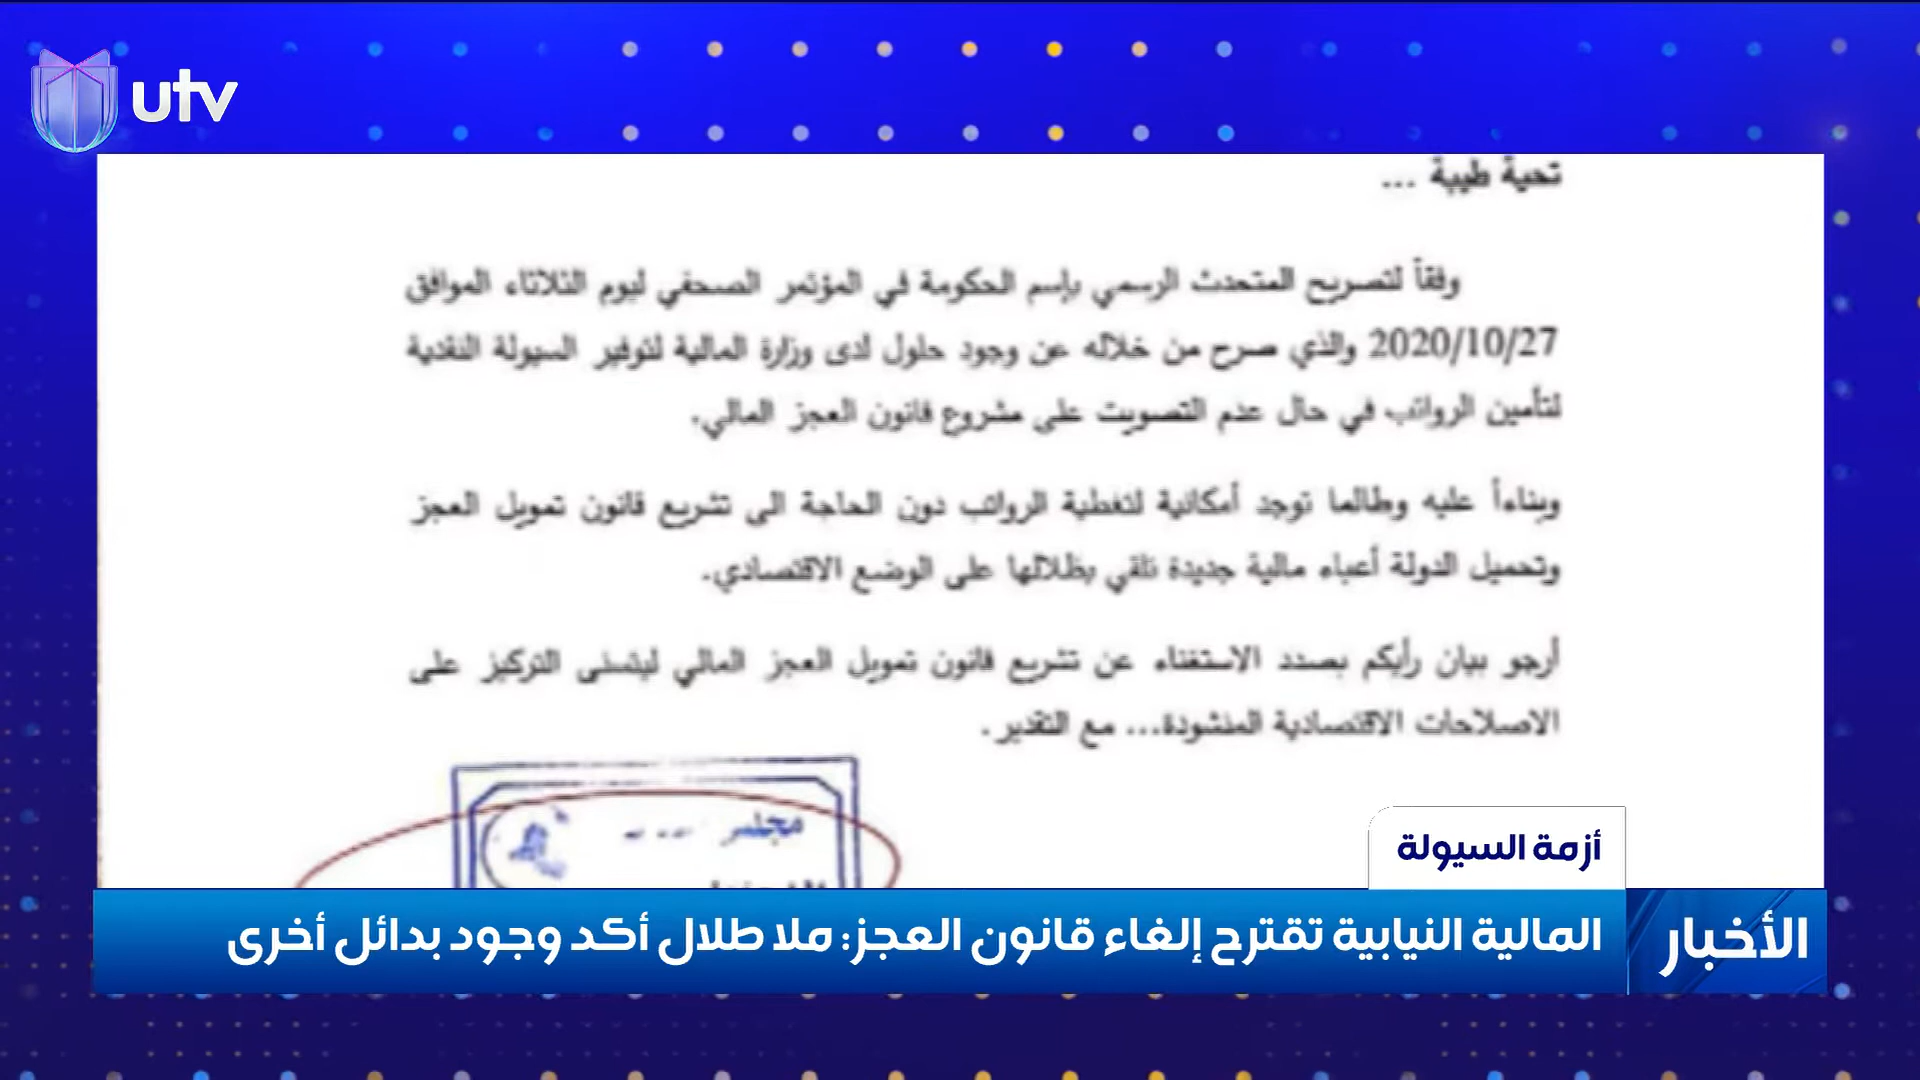 utv
تحية طيبة ...
وفقاً لتصريح المتحدث الرسمي بإسم الحكومة في المؤتمر الصحفي ليوم الثلاثاء الموافق
2020/10/27 والذي صرح من خلاله عن وجود حلول لدى وزارة المالية لتوفير السيولة النقدية
لتأمين الرواتب في حال عدم التصويت على مشروع قانون العجز المالي.
وبناءاً عليه وطالما توجد أمكانية لتغطية الرواتب دون الحاجة الى تشريع قانون تمويل العجز
وتحميل الدولة أعباء مالية جديدة تلقي بظلالها على الوضع الاقتصادي.
أرجو بيان رأيكم بصدد الاستغناء عن تشريع قانون تمويل العجز المالي ليتسنى التركيز على
الاصلاحات الاقتصادية المنشودة... مع التقدير.
مجلس
أزمة السيولة
الأخبار
المالية النيابية تقترح إلغاء قانون العجز: ملا طلال أكد وجود بدائل أخرى